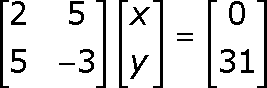 [2 5] [x] = [0]
[5 −3] [y] [31]